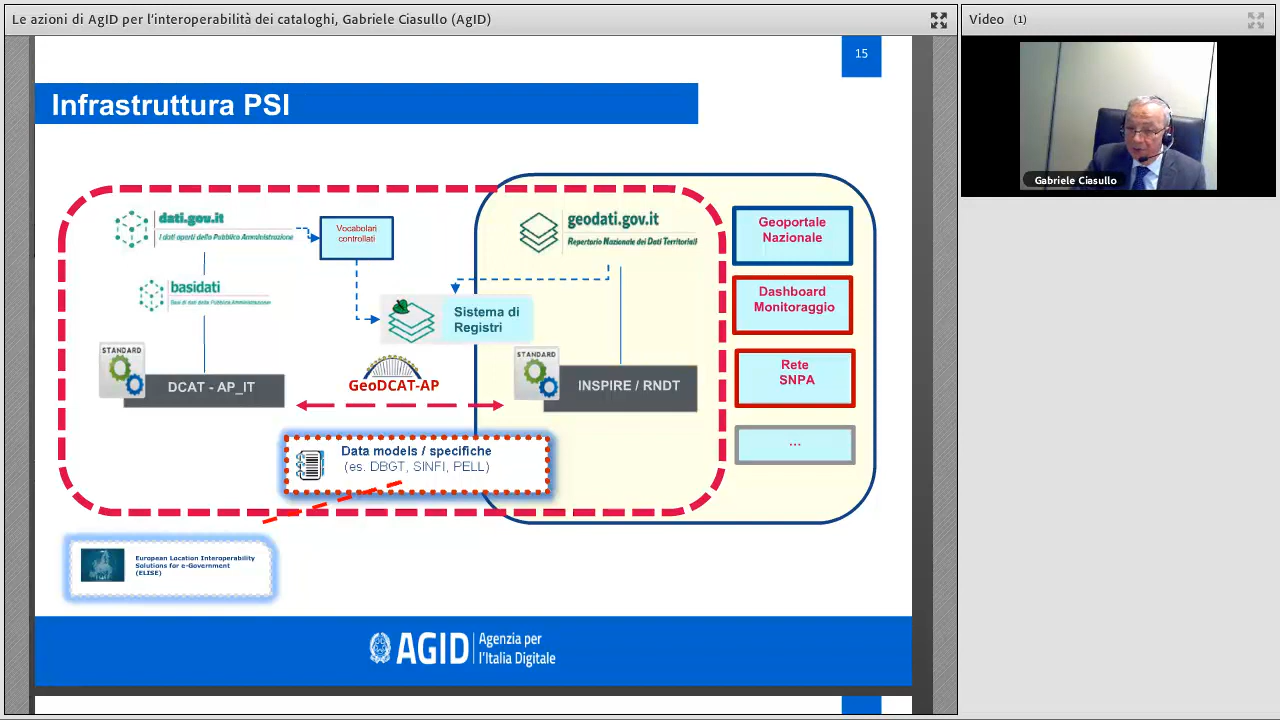 Le azioni di AgID per l'interoperabilità dei cataloghi, Gabriele Ciasullo (AgID)
Video (1)
15
Infrastruttura PSI
dati.gov.it
I dati aperti della Pubblica Amministrazione
Vocabolari
controllati
geodati.gov.it
Repertorio Nazionale dei Dati Territoriali
Geoportale
Nazionale
basidati
Basi di dati della Pubblica Amministrazione
Dashboard
Monitoraggio
Sistema di
Registri
STANDARD
DCAT - AP_IT
GeoDCAT-AP
STANDARD
INSPIRE / RNDT
Rete
SNPA
...
Data models / specifiche
(es. DBGT, SINFI, PELL)
European Location Interoperability
Solutions for e-Government
(ELISE)
AGID
Agenzia per
l'Italia Digitale
Gabriele Ciasullo